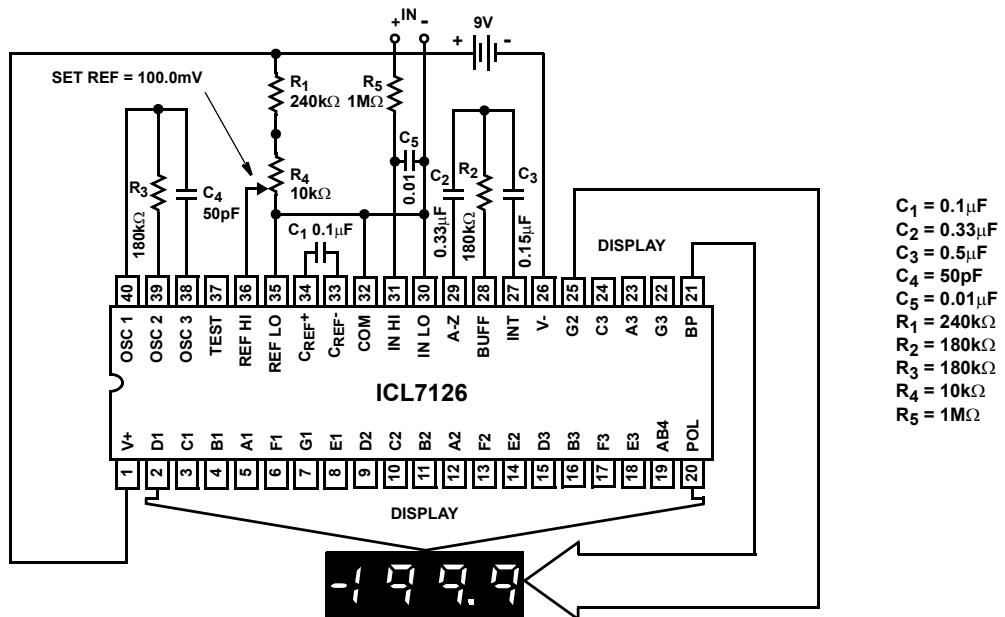 + IN -
9V
+ -
SET REF = 100.0mV
R1
240kΩ
R5
1MΩ
R3
180kΩ
C4
50pF
R4
10kΩ
C5
0.01
C1 0.1μF
C2
0.33μF
R2
180kΩ
C3
0.15μF
DISPLAY
40 39 38 37 36 35 34 33 32 31 30 29 28 27 26 25 24 23 22 21
OSC 1
OSC 2
OSC 3
TEST
REF HI
REF LO
CREF+
CREF-
COM
IN HI
IN LO
A-Z
BUFF
INT
V-
G2
C3
A3
G3
BP
ICL7126
V+
D1
C1
B1
A1
F1
G1
E1
D2
C2
B2
A2
F2
E2
D3
B3
F3
E3
AB4
POL
1 2 3 4 5 6 7 8 9 10 11 12 13 14 15 16 17 18 19 20
DISPLAY
-199.9
C1 = 0.1μF
C2 = 0.33μF
C3 = 0.5μF
C4 = 50pF
C5 = 0.01μF
R1 = 240kΩ
R2 = 180kΩ
R3 = 180kΩ
R4 = 10kΩ
R5 = 1MΩ